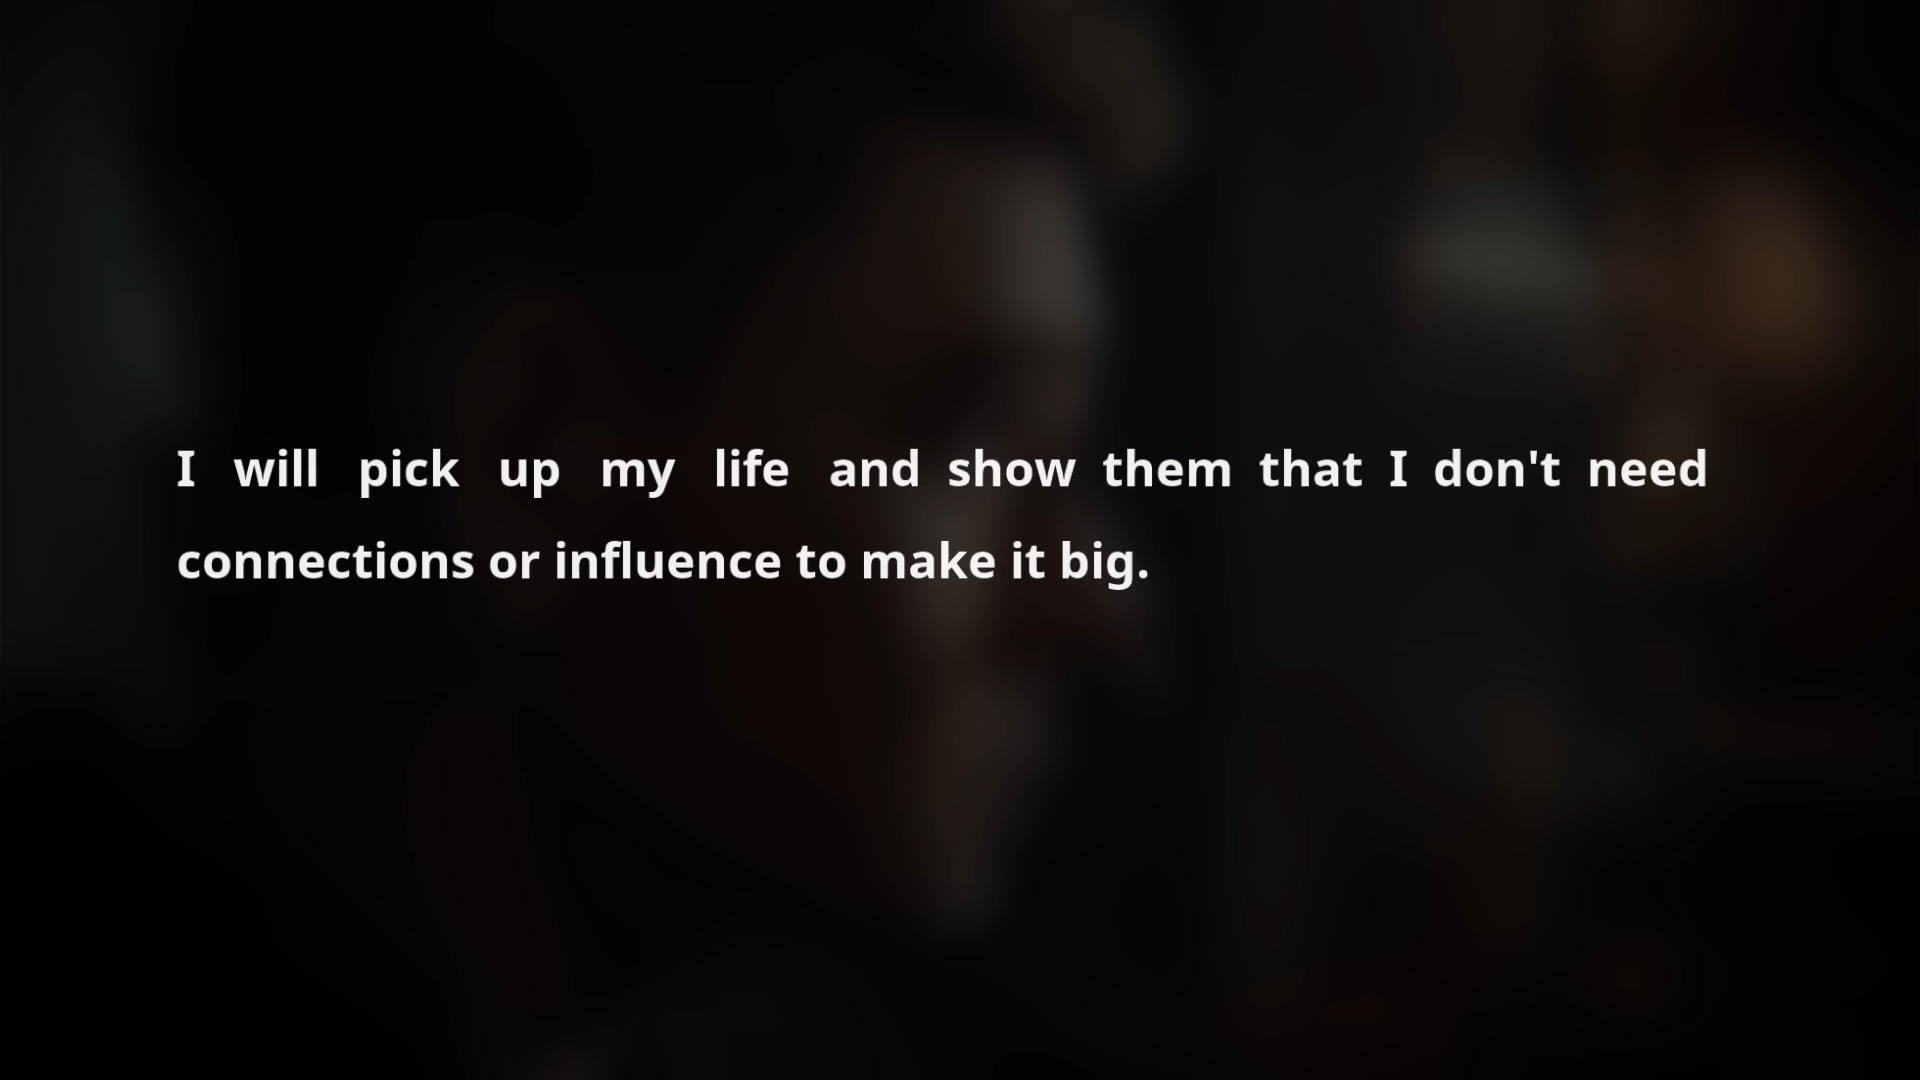 I will pick up my life and show them that I don't need
connections or influence to make it big.